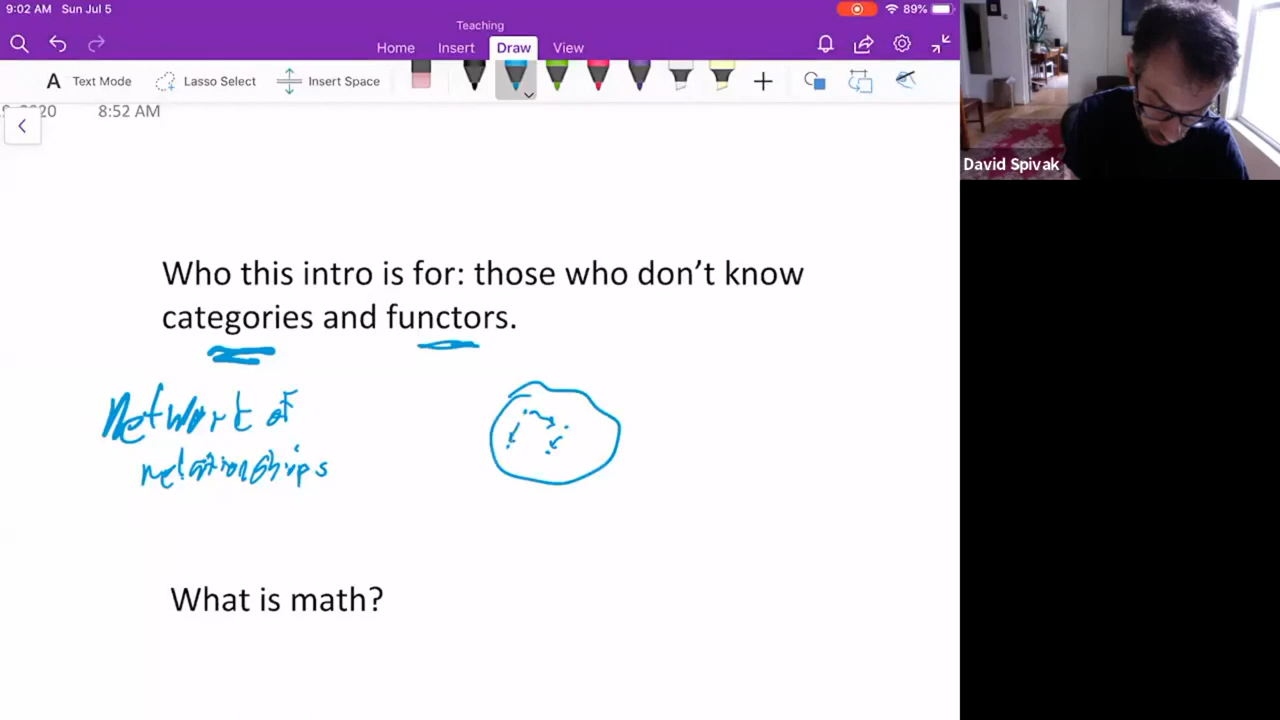 9:02 AM Sun Jul 5
89%
Teaching
Home Insert Draw View
Text Mode Lasso Select Insert Space
2020 8:52 AM
David Spivak
Who this intro is for: those who don’t know
categories and functors.
Network of
relationships
What is math?